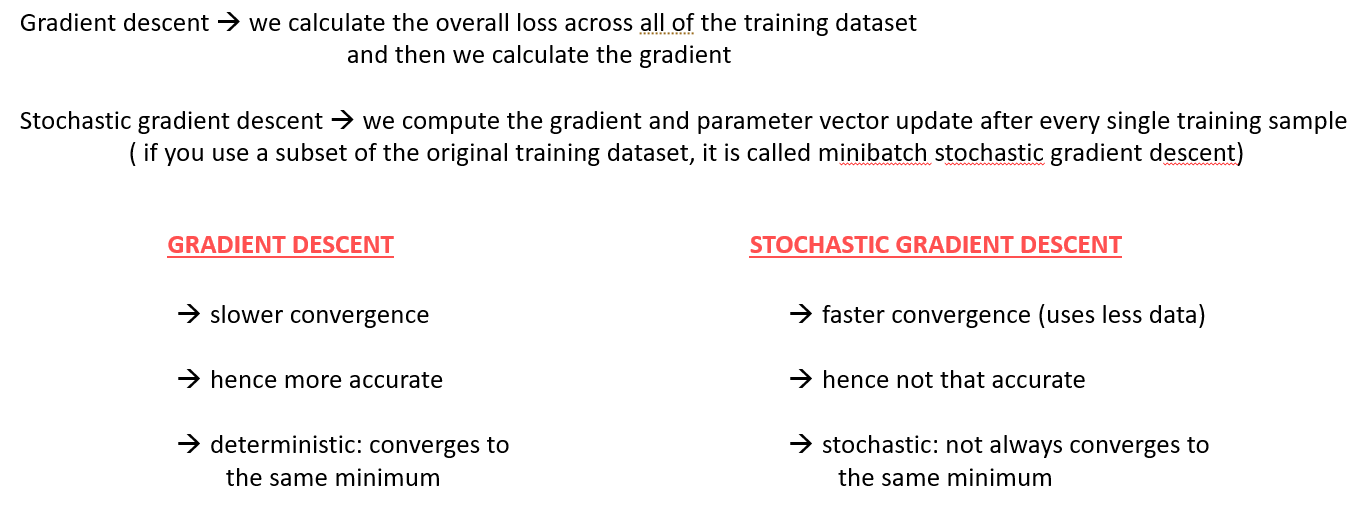 Gradient descent → we calculate the overall loss across all of the training dataset
and then we calculate the gradient
Stochastic gradient descent → we compute the gradient and parameter vector update after every single training sample
( if you use a subset of the original training dataset, it is called minibatch stochastic gradient descent)
GRADIENT DESCENT
→ slower convergence
→ hence more accurate
→ deterministic: converges to
the same minimum
STOCHASTIC GRADIENT DESCENT
→ faster convergence (uses less data)
→ hence not that accurate
→ stochastic: not always converges to
the same minimum